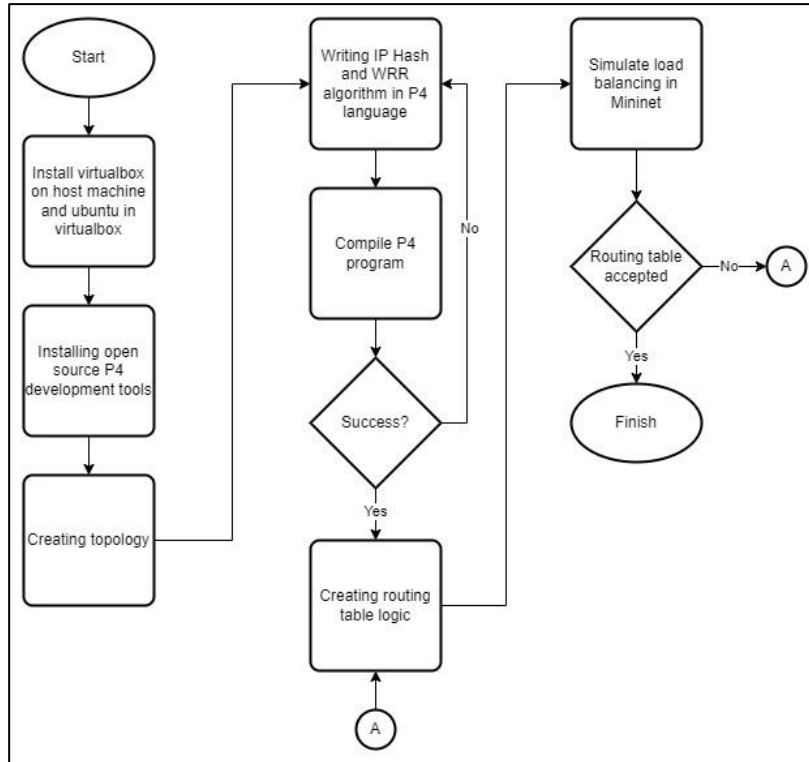 Start
Install virtualbox
on host machine
and ubuntu in
virtualbox
Installing open
source P4
development tools
Creating topology
Writing IP Hash
and WRR
algorithm in P4
language
Compile P4
program
No
Success?
Yes
Creating routing
table logic
A
Simulate load
balancing in
Mininet
Routing table
accepted
No
A
Yes
Finish